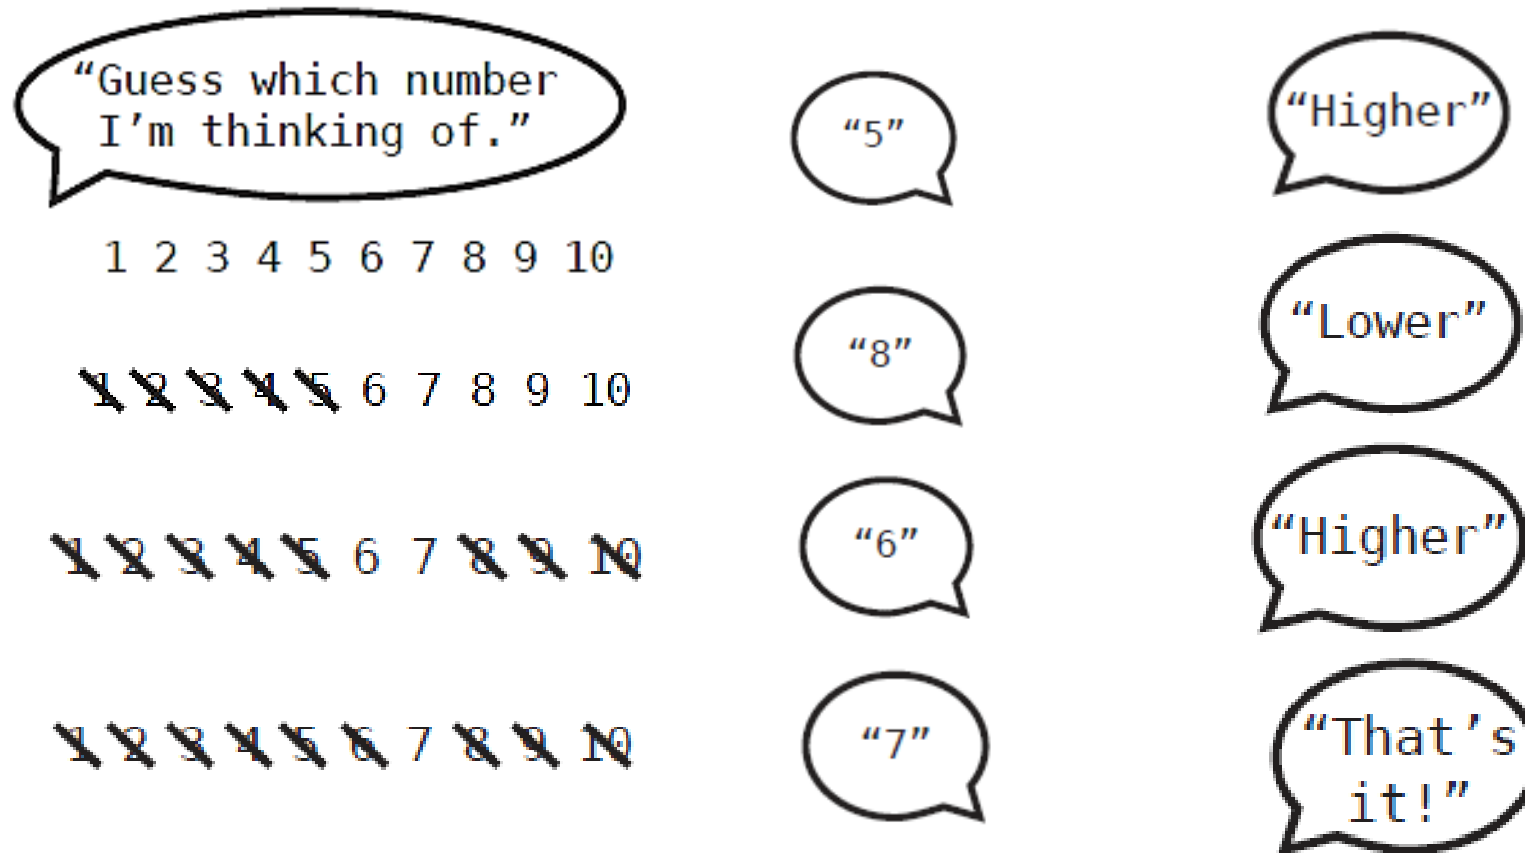 “Guess which number
I’m thinking of.”
“5”
“Higher”
1 2 3 4 5 6 7 8 9 10
“8”
“Lower”
1 2 3 4 5 6 7 8 9 10
“6”
“Higher”
1 2 3 4 5 6 7 8 9 10
“7”
“That’s
it!”
1 2 3 4 5 6 7 8 9 10